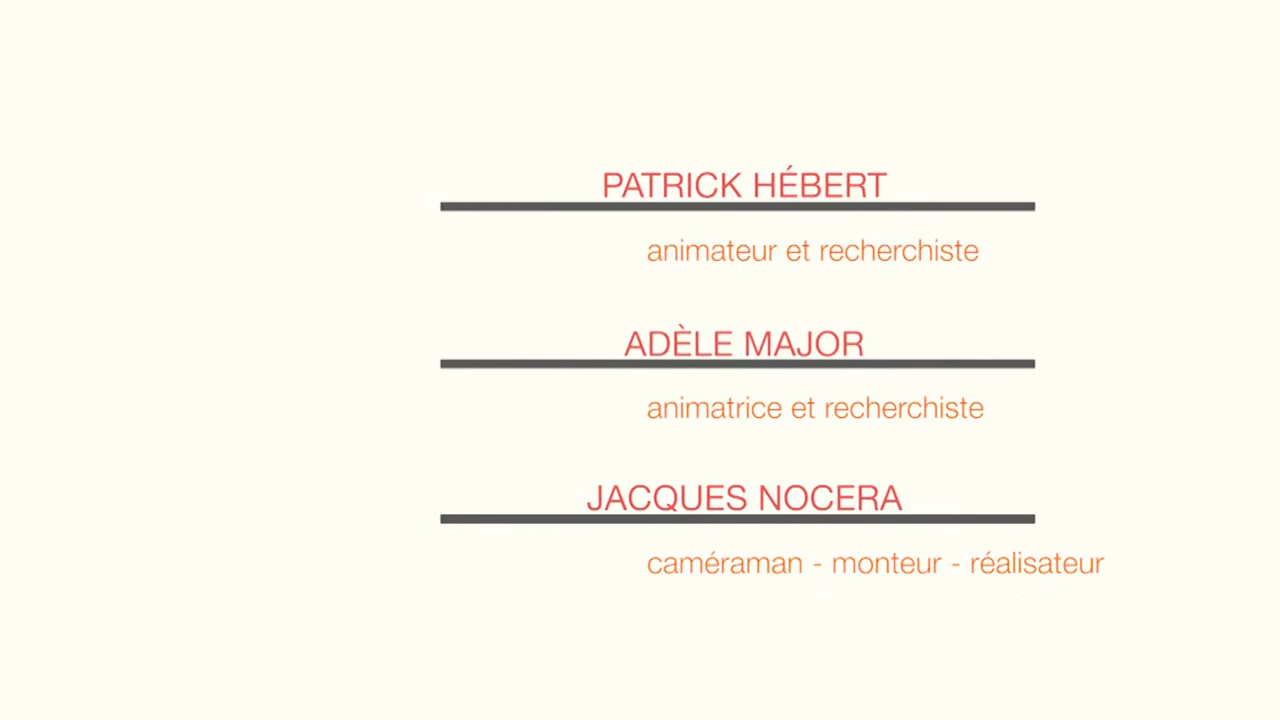 PATRICK HÉBERT
animateur et recherchiste
ADÈLE MAJOR
animatrice et recherchiste
JACQUES NOCERA
caméraman - monteur - réalisateur